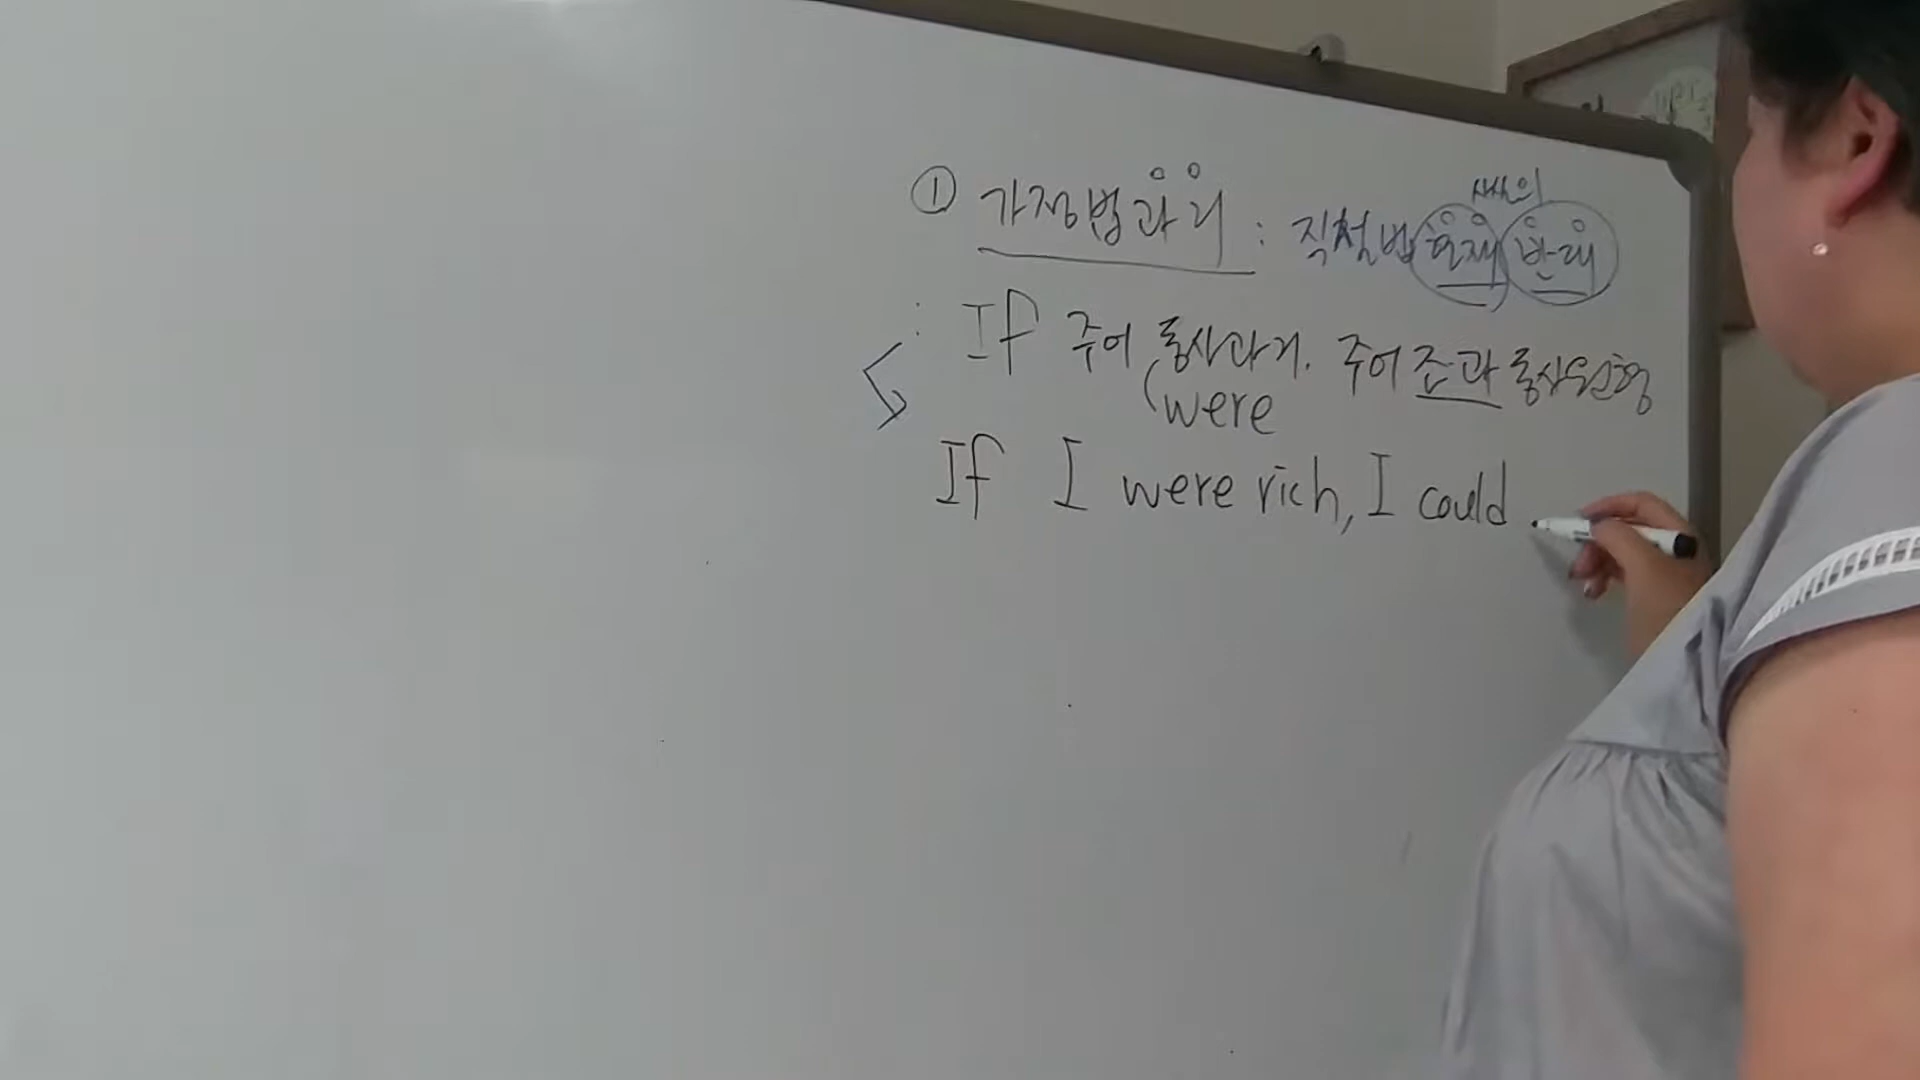 ① 가정법과거 : 직설법 현재 반대
사실의
: If 주어 동사과거, 주어 조과 동사원형
(were
If I were rich, I could